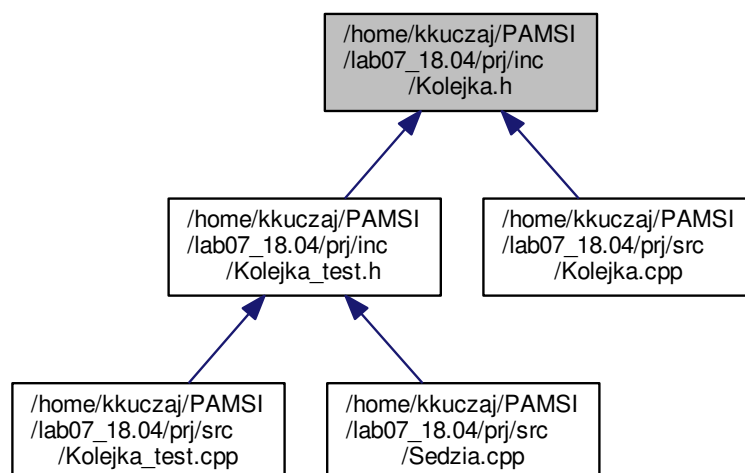 /home/kkuczaj/PAMSI
/lab07_18.04/prj/inc
/Kolejka.h
/home/kkuczaj/PAMSI
/lab07_18.04/prj/inc
/Kolejka_test.h
/home/kkuczaj/PAMSI
/lab07_18.04/prj/src
/Kolejka.cpp
/home/kkuczaj/PAMSI
/lab07_18.04/prj/src
/Kolejka_test.cpp
/home/kkuczaj/PAMSI
/lab07_18.04/prj/src
/Sedzia.cpp